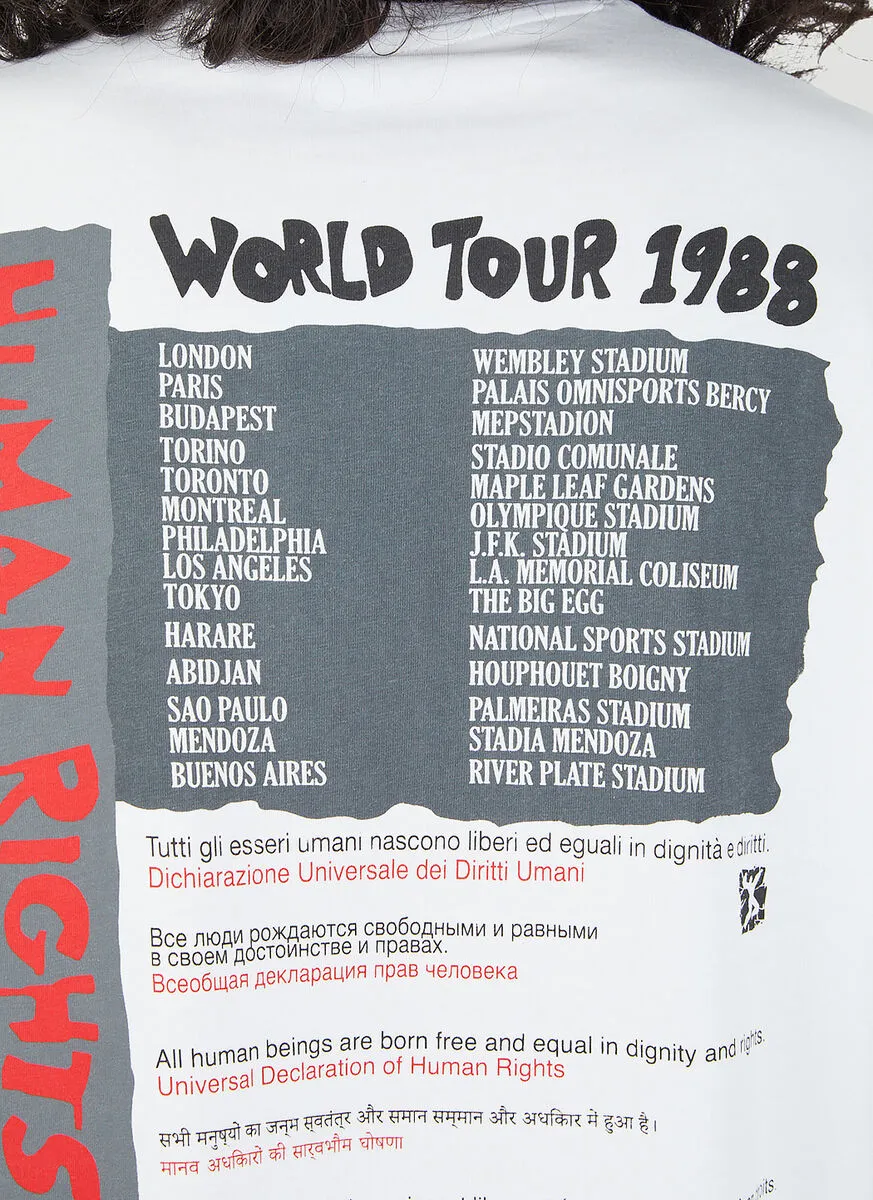 HUMAN RIGHTS
WORLD TOUR 1988
LONDON WEMBLEY STADIUM
PARIS PALAIS OMNISPORTS BERCY
BUDAPEST MEPSTADION
TORINO STADIO COMUNALE
TORONTO MAPLE LEAF GARDENS
MONTREAL OLYMPIQUE STADIUM
PHILADELPHIA J.F.K. STADIUM
LOS ANGELES L.A. MEMORIAL COLISEUM
TOKYO THE BIG EGG
HARARE NATIONAL SPORTS STADIUM
ABIDJAN HOUPHOUET BOIGNY
SAO PAULO PALMEIRAS STADIUM
MENDOZA STADIA MENDOZA
BUENOS AIRES RIVER PLATE STADIUM
Tutti gli esseri umani nascono liberi ed eguali in dignità e diritti.
Dichiarazione Universale dei Diritti Umani
Все люди рождаются свободными и равными
в своем достоинстве и правах.
Всеобщая декларация прав человека
All human beings are born free and equal in dignity and rights.
Universal Declaration of Human Rights
सभी मनुष्यों का जन्म स्वतंत्र और समान सम्मान और अधिकार में हुआ है।
मानव अधिकारों की सार्वभौम घोषणा